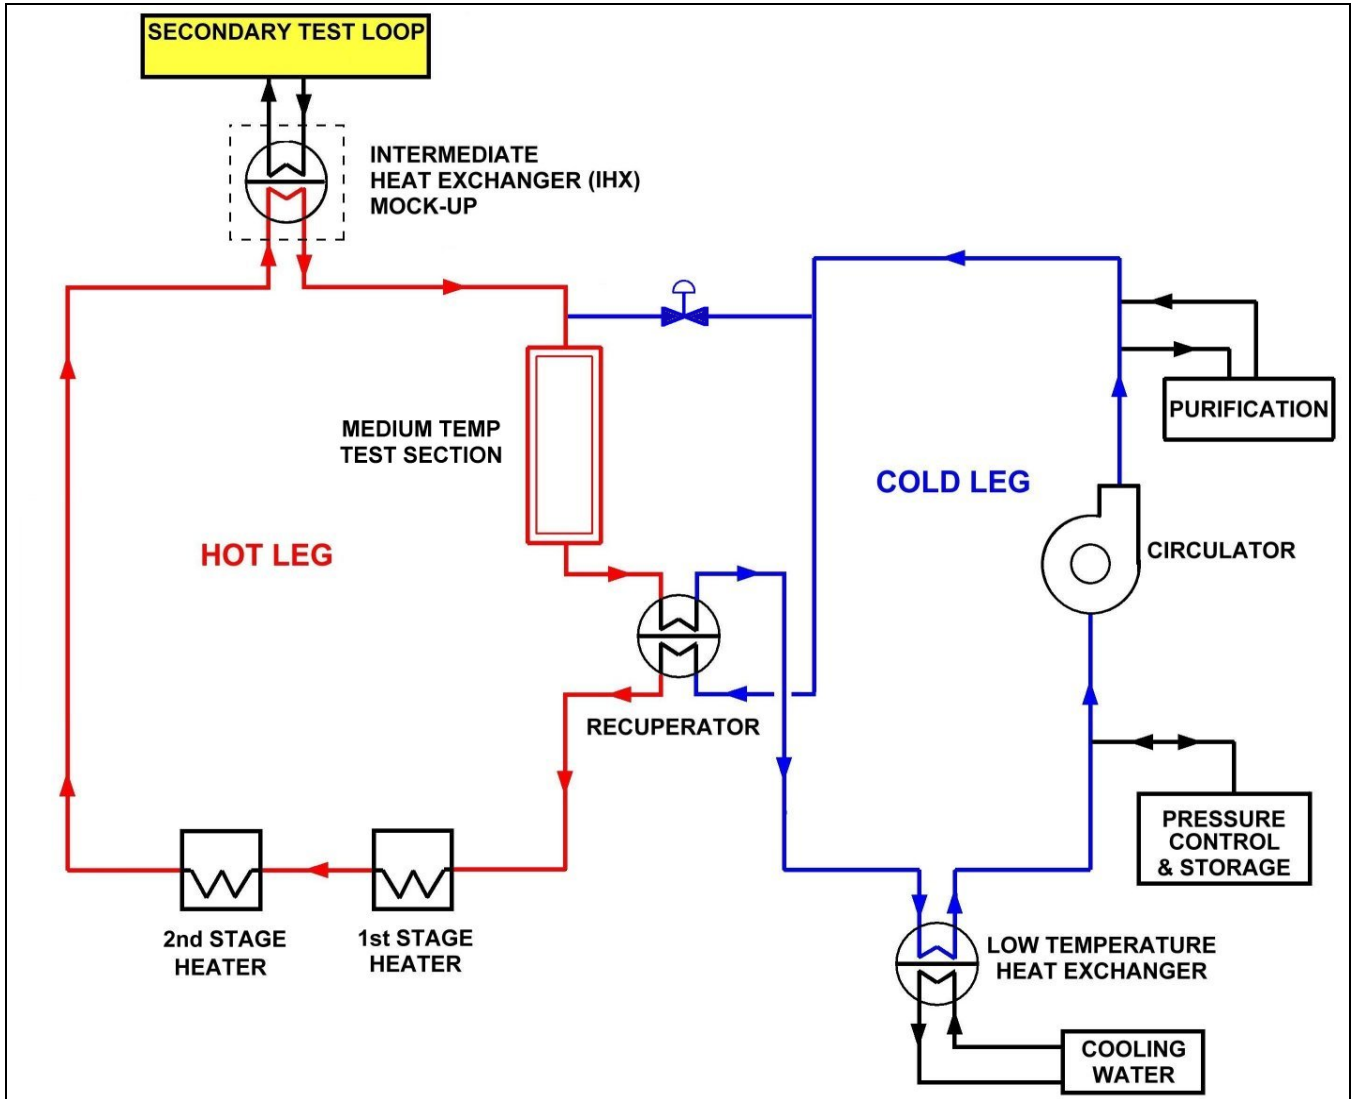 SECONDARY TEST LOOP
INTERMEDIATE
HEAT EXCHANGER (IHX)
MOCK-UP
MEDIUM TEMP
TEST SECTION
HOT LEG
COLD LEG
PURIFICATION
CIRCULATOR
RECUPERATOR
PRESSURE
CONTROL
& STORAGE
2nd STAGE
HEATER
1st STAGE
HEATER
LOW TEMPERATURE
HEAT EXCHANGER
COOLING
WATER